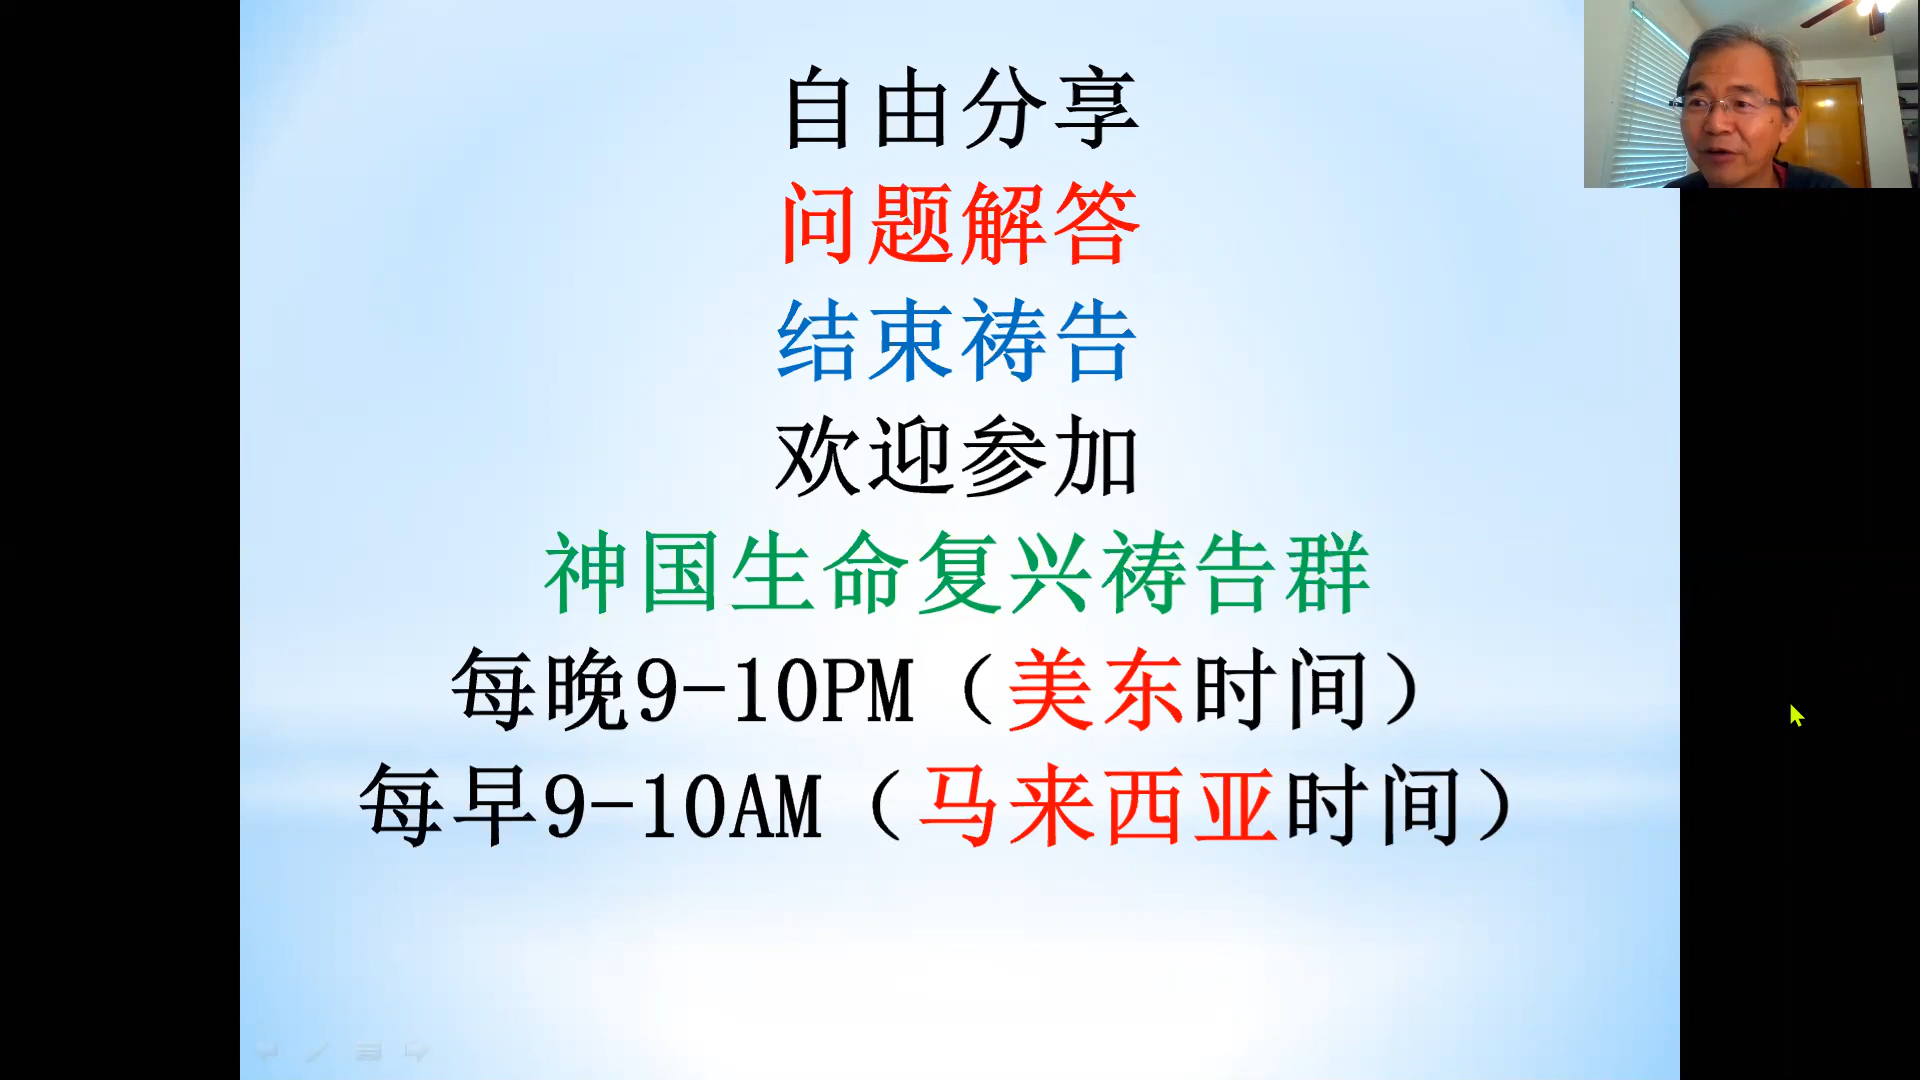 自由分享
问题解答
结束祷告
欢迎参加
神国生命复兴祷告群
每晚9-10PM（美东时间）
每早9-10AM（马来西亚时间）